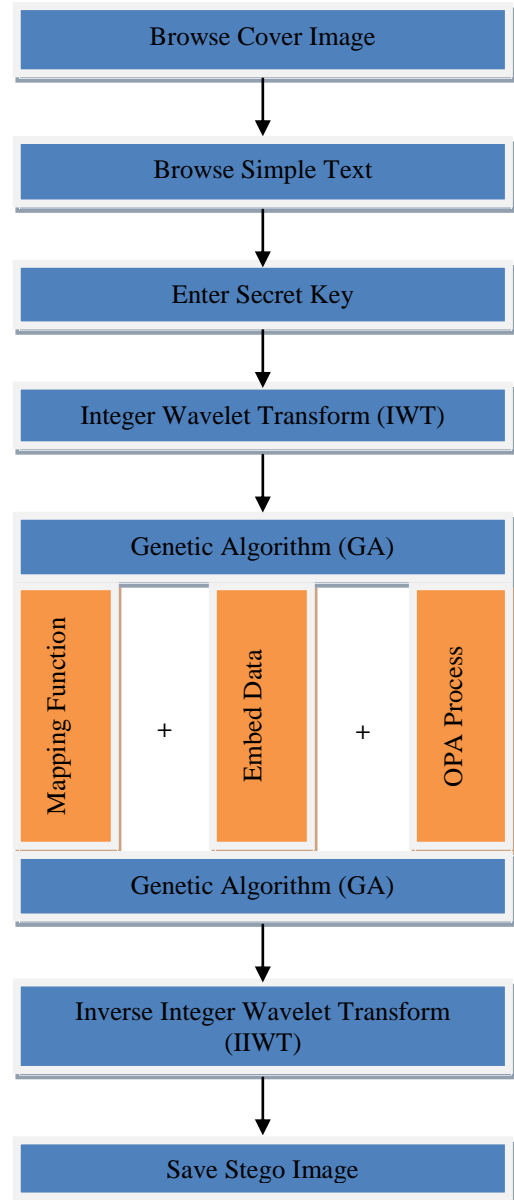 Browse Cover Image
Browse Simple Text
Enter Secret Key
Integer Wavelet Transform (IWT)
Genetic Algorithm (GA)
Mapping Function
+
Embed Data
+
OPA Process
Genetic Algorithm (GA)
Inverse Integer Wavelet Transform
(IIWT)
Save Stego Image